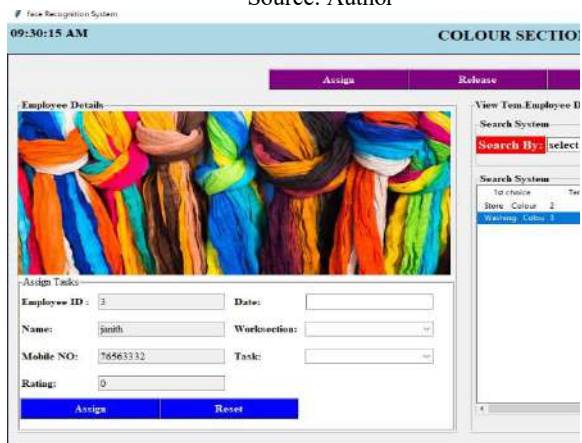 Source: Author
face Recognition System
09:30:15 AM
COLOUR SECTION
Assign
Release
Employee Details
View Tem.Employee D
Search System
Search By: select
Search System
1st choice Ter
Store Colour 2
Washing Colou 3
Assign Tasks
Employee ID : 3
Date:
Name: janith
Worksection:
Mobile NO: 76563332
Task:
Rating: 0
Assign
Reset